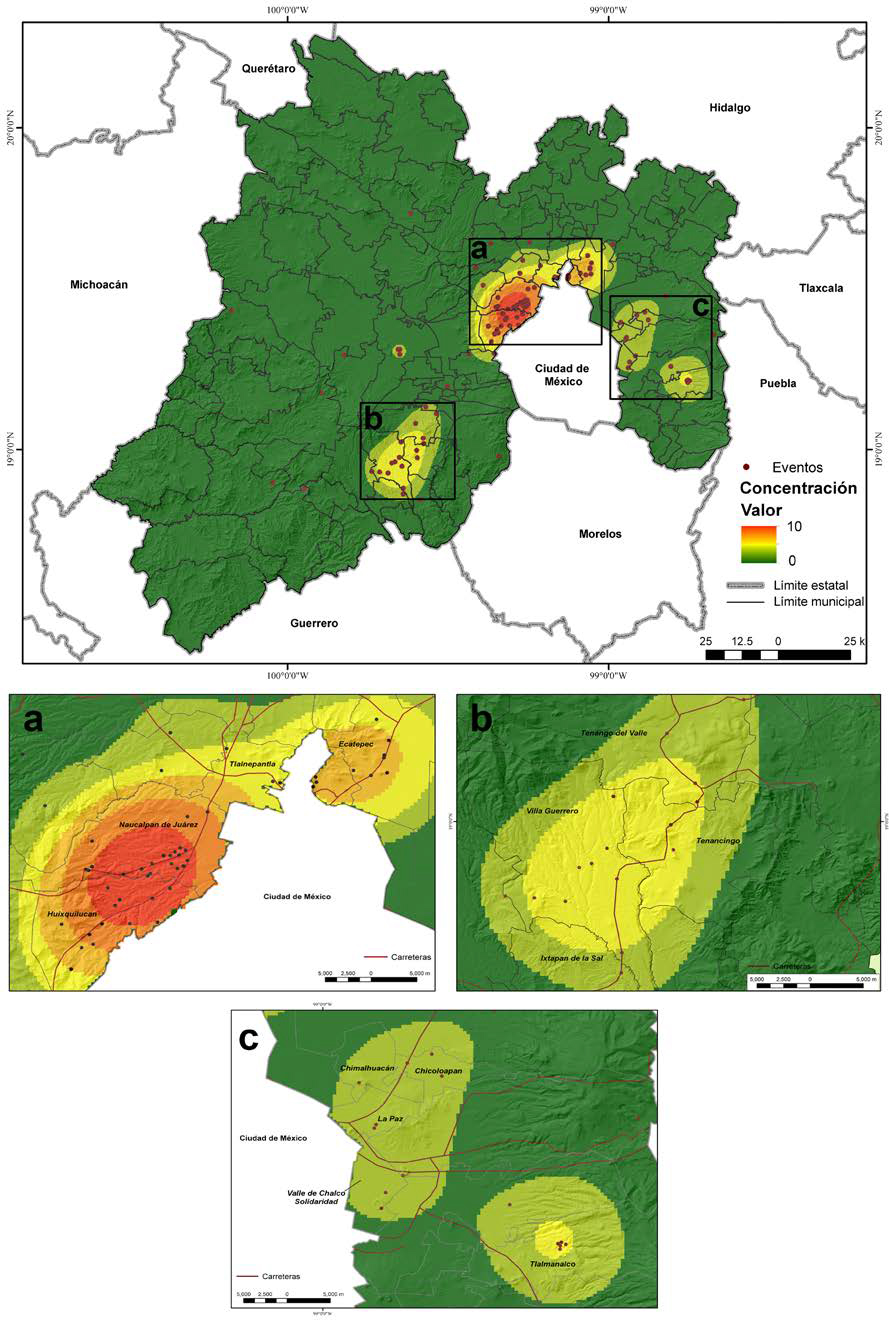 100°0'0"W 99°0'0"W
Querétaro
Hidalgo
20°0'0"N 20°0'0"N
a
Michoacán
Tlaxcala
c
Ciudad de
México
Puebla
b
19°0'0"N 19°0'0"N
Eventos
Concentración
Valor
10
0
Morelos
Límite estatal
Límite municipal
Guerrero
25 12.5 0 25 k
100°0'0"W 99°0'0"W
a
Ecatepec
Tlalnepantla
Naucalpan de Juárez
Ciudad de México
Huixquilucan
Carreteras
5,000 2,500 0 5,000 m
b
Tenango del Valle
Villa Guerrero
Tenancingo
Ixtapan de la Sal
Carreteras
5,000 2,500 0 5,000 m
c
Chimalhuacán
Chicoloapan
La Paz
Ciudad de México
Valle de Chalco
Solidaridad
Tlalmanalco
Carreteras
5,000 2,500 0 5,000 m